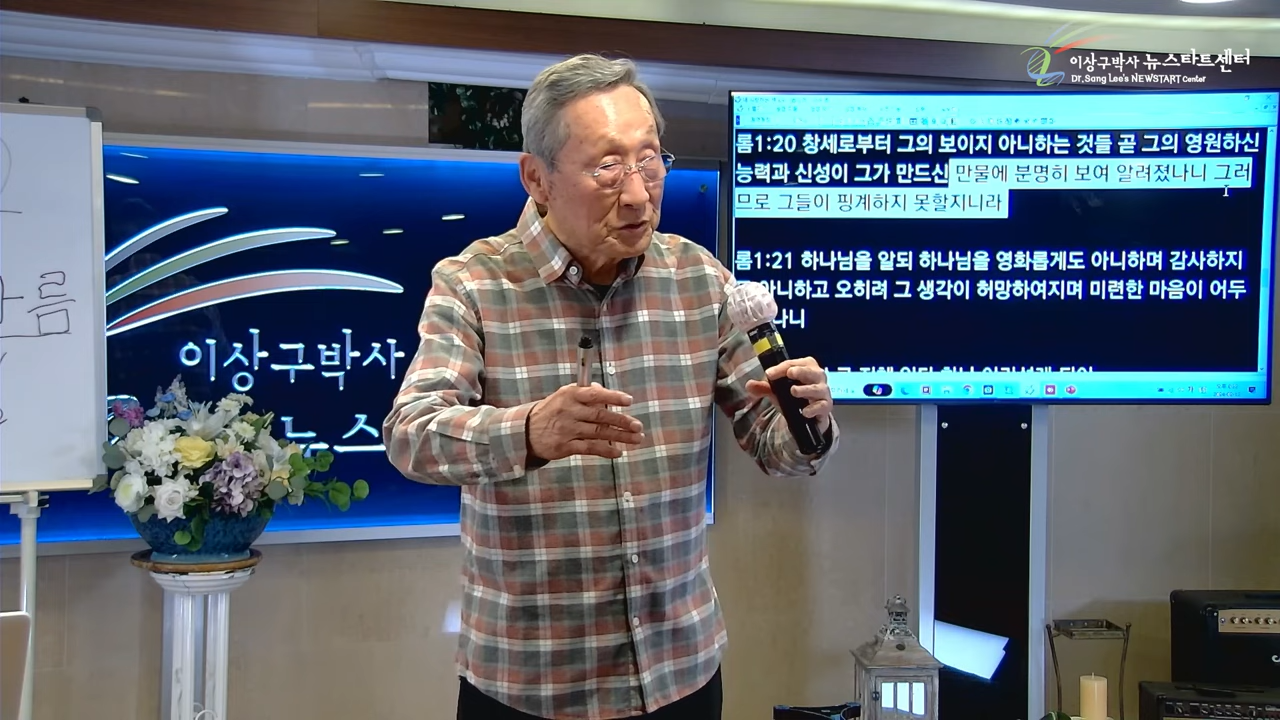 이상구박사 뉴스타트센터
Dr. Sang Lee's NEWSTART Center
롬1:20 창세로부터 그의 보이지 아니하는 것들 곧 그의 영원하신
능력과 신성이 그가 만드신 만물에 분명히 보여 알려졌나니 그러
므로 그들이 핑계하지 못할지니라
롬1:21 하나님을 알되 하나님을 영화롭게도 아니하며 감사하지
아니하고 오히려 그 생각이 허망하여지며 미련한 마음이 어두
나니
이상구박사
뉴스
름